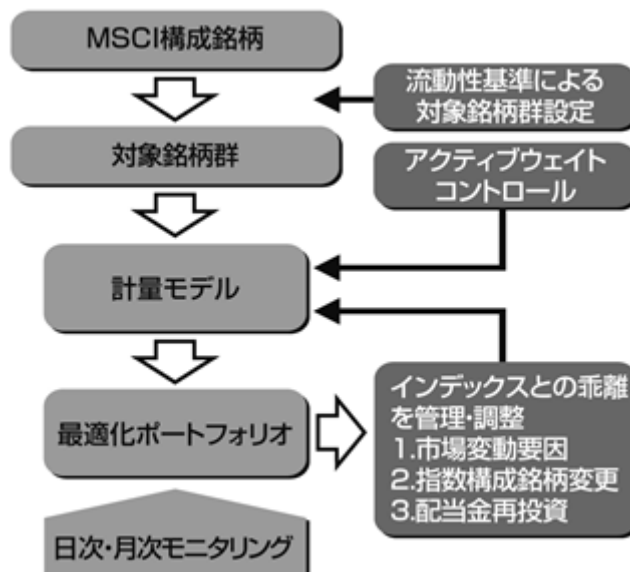 MSCI構成銘柄
流動性基準による
対象銘柄群設定
対象銘柄群
アクティブウェイト
コントロール
計量モデル
最適化ポートフォリオ
インデックスとの乖離
を管理・調整
1.市場変動要因
2.指数構成銘柄変更
3.配当金再投資
日次・月次モニタリング